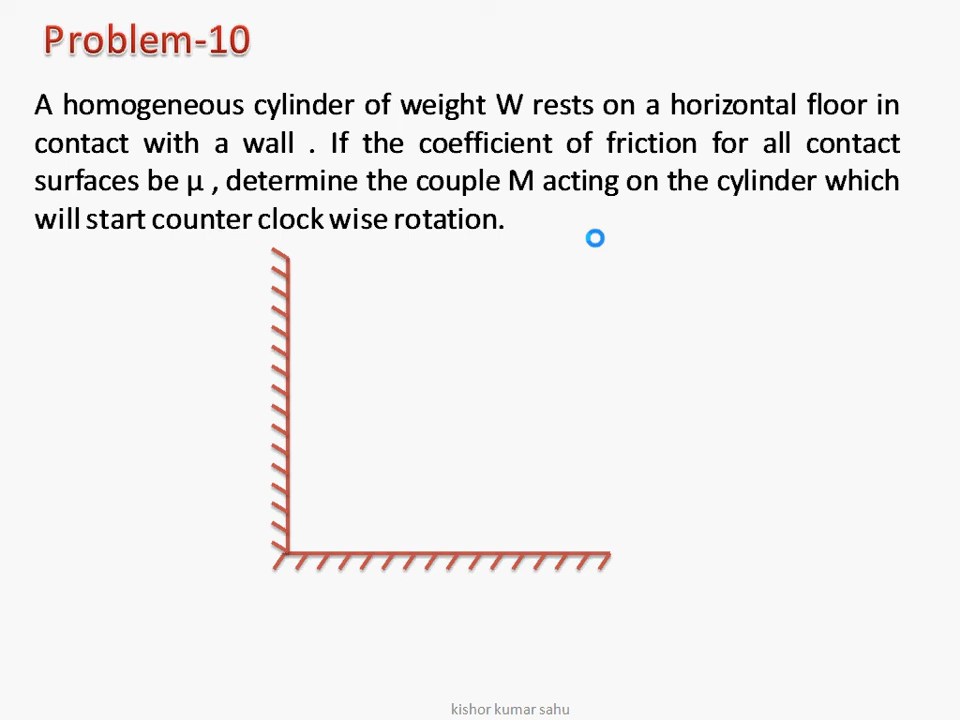 Problem-10
A homogeneous cylinder of weight W rests on a horizontal floor in
contact with a wall . If the coefficient of friction for all contact
surfaces be μ , determine the couple M acting on the cylinder which
will start counter clock wise rotation.
kishor kumar sahu